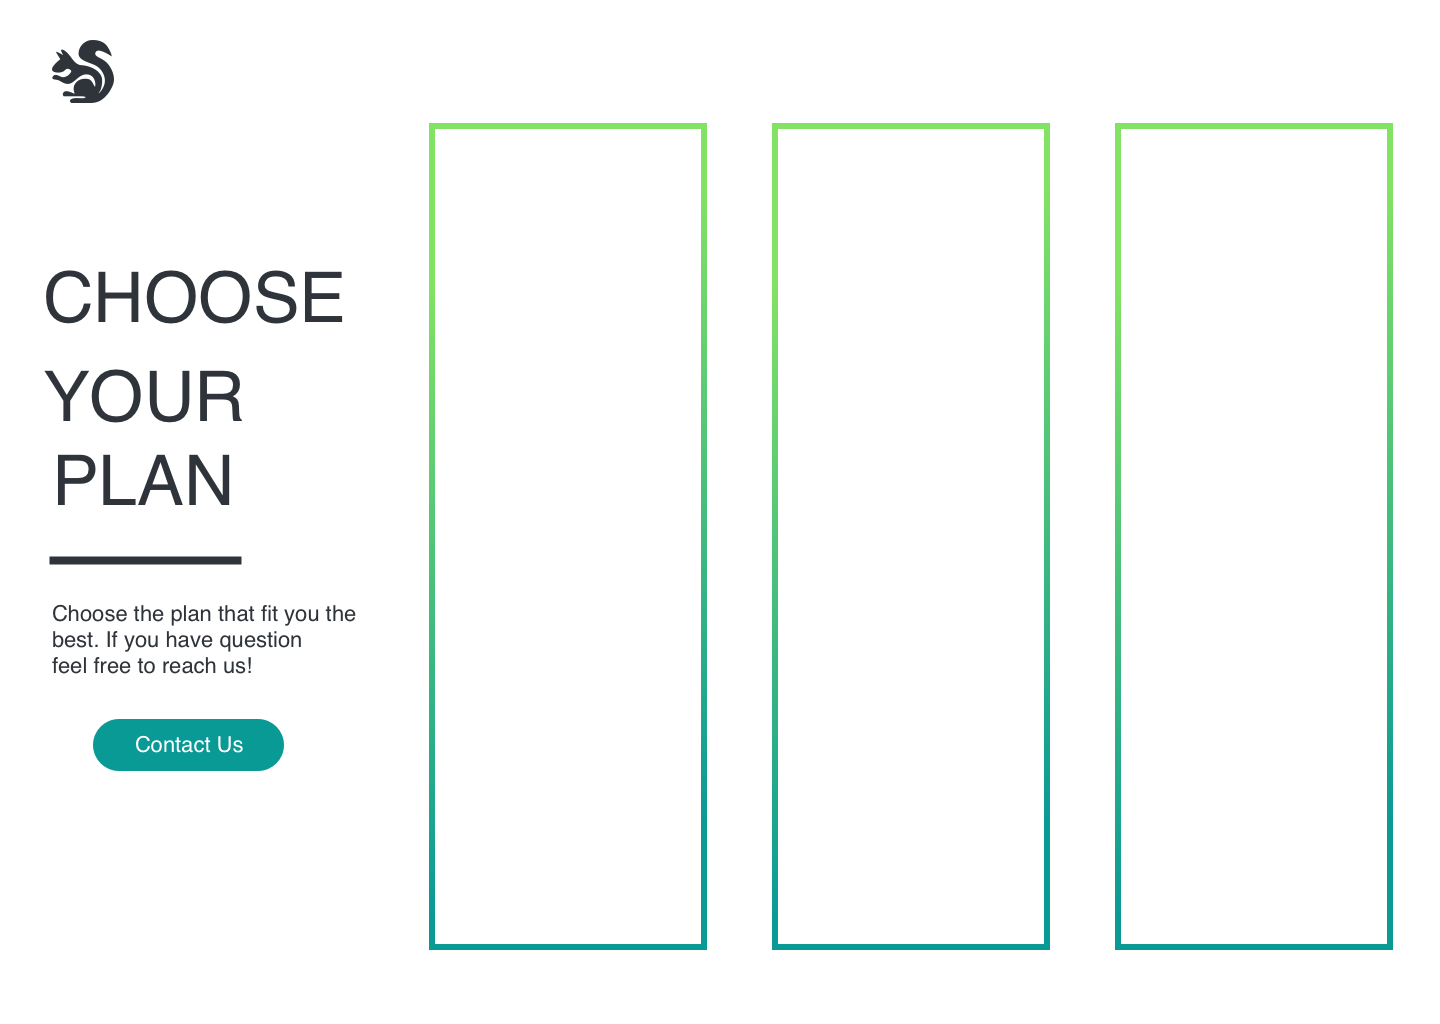 CHOOSE
YOUR
PLAN
Choose the plan that fit you the
best. If you have question
feel free to reach us!
Contact Us